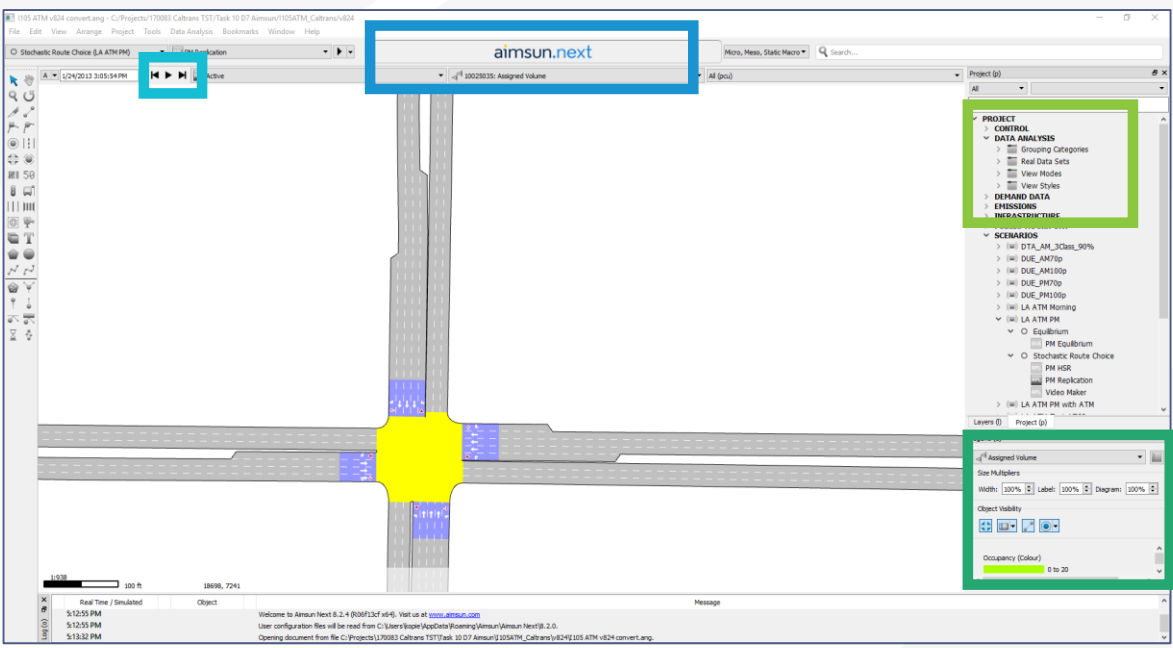 I105 ATM v824 convert.ang - C:/Projects/170083 Caltrans TST/Task 10 D7 Aimsun/I105ATM_Caltrans/v824
File Edit View Arrange Project Tools Data Analysis Bookmarks Window Help
Stochastic Route Choice (LA ATM PM) PM Replication aimsun.next Micro, Meso, Static Macro Search...
A 1/24/2013 3:05:54 PM Active 10025035: Assigned Volume All (pcu) Project (p)
All
PROJECT
CONTROL
DATA ANALYSIS
Grouping Categories
Real Data Sets
View Modes
View Styles
DEMAND DATA
EMISSIONS
INFRASTRUCTURE
SCENARIOS
DTA_AM_3Class_90%
DUE_AM70p
DUE_AM100p
DUE_PM70p
DUE_PM100p
LA ATM Morning
LA ATM PM
Equilibrium
PM Equilibrium
Stochastic Route Choice
PM HSR
PM Replication
Video Maker
LA ATM PM with ATM
Layers (l) Project (p)
Assigned Volume
Size Multipliers
Width: 100% Label: 100% Diagram: 100%
Object Visibility
Occupancy (Colour)
0 to 20
50
T
1:938
100 ft 18698, 7241
Log (o)
Real Time / Simulated Object Message
5:12:55 PM Welcome to Aimsun Next 8.2.4 (R06f13cf x64). Visit us at www.aimsun.com
5:12:55 PM User configuration files will be read from C:\Users\kopie\AppData\Roaming\Aimsun\Aimsun Next\8.2.0.
5:13:32 PM Opening document from file C:\Projects\170083 Caltrans TST\Task 10 D7 Aimsun\I105ATM_Caltrans\v824\I105 ATM v824 convert.ang.